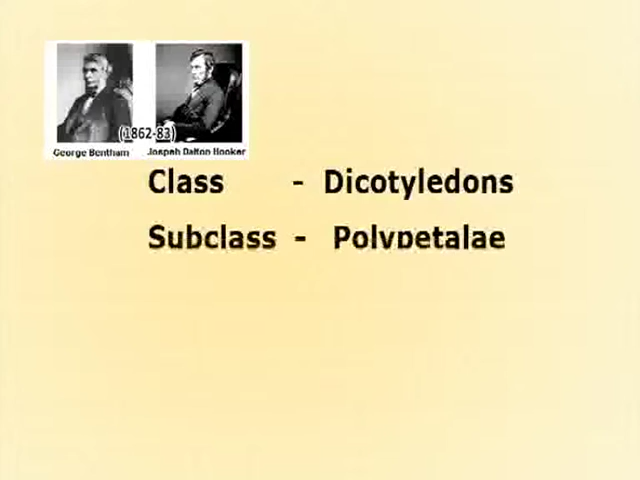 (1862-83)
George Bentham Joseph Dalton Hooker
Class - Dicotyledons
Subclass - Polypetalae